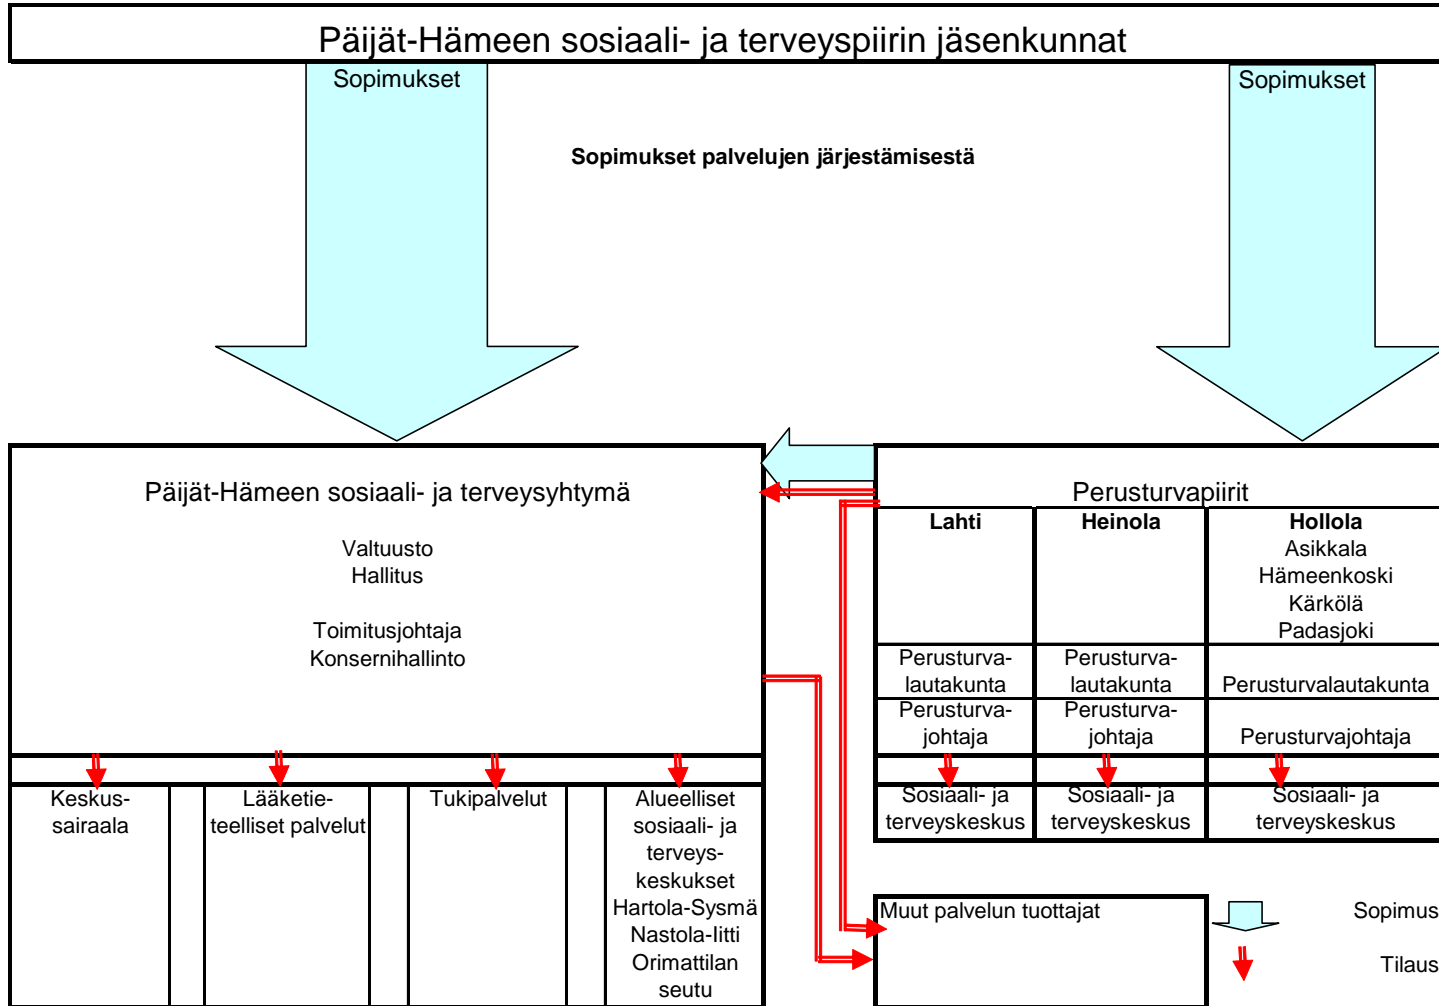 Päijät-Hämeen sosiaali- ja terveyspiirin jäsenkunnat
Sopimukset
Sopimukset
Sopimukset palvelujen järjestämisestä
Päijät-Hämeen sosiaali- ja terveysyhtymä
Valtuusto
Hallitus
Toimitusjohtaja
Konsernihallinto
Keskus-
sairaala
Lääketie-
teelliset palvelut
Tukipalvelut
Alueelliset
sosiaali- ja
terveys-
keskukset
Hartola-Sysmä
Nastola-Iitti
Orimattilan
seutu
Perusturvapiirit
Lahti
Heinola
Hollola
Asikkala
Hämeenkoski
Kärkölä
Padasjoki
Perusturva-
lautakunta
Perusturva-
lautakunta
Perusturvalautakunta
Perusturva-
johtaja
Perusturva-
johtaja
Perusturvajohtaja
Sosiaali- ja
terveyskeskus
Sosiaali- ja
terveyskeskus
Sosiaali- ja
terveyskeskus
Muut palvelun tuottajat
Sopimus
Tilaus